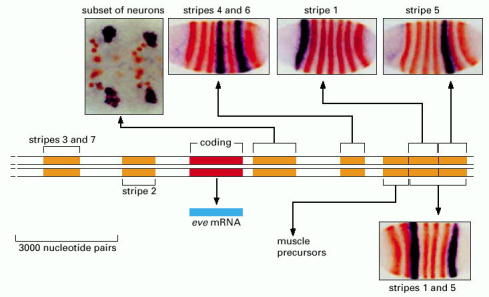 subset of neurons
stripes 4 and 6
stripe 1
stripe 5
stripes 3 and 7
coding
stripe 2
eve mRNA
3000 nucleotide pairs
muscle
precursors
stripes 1 and 5